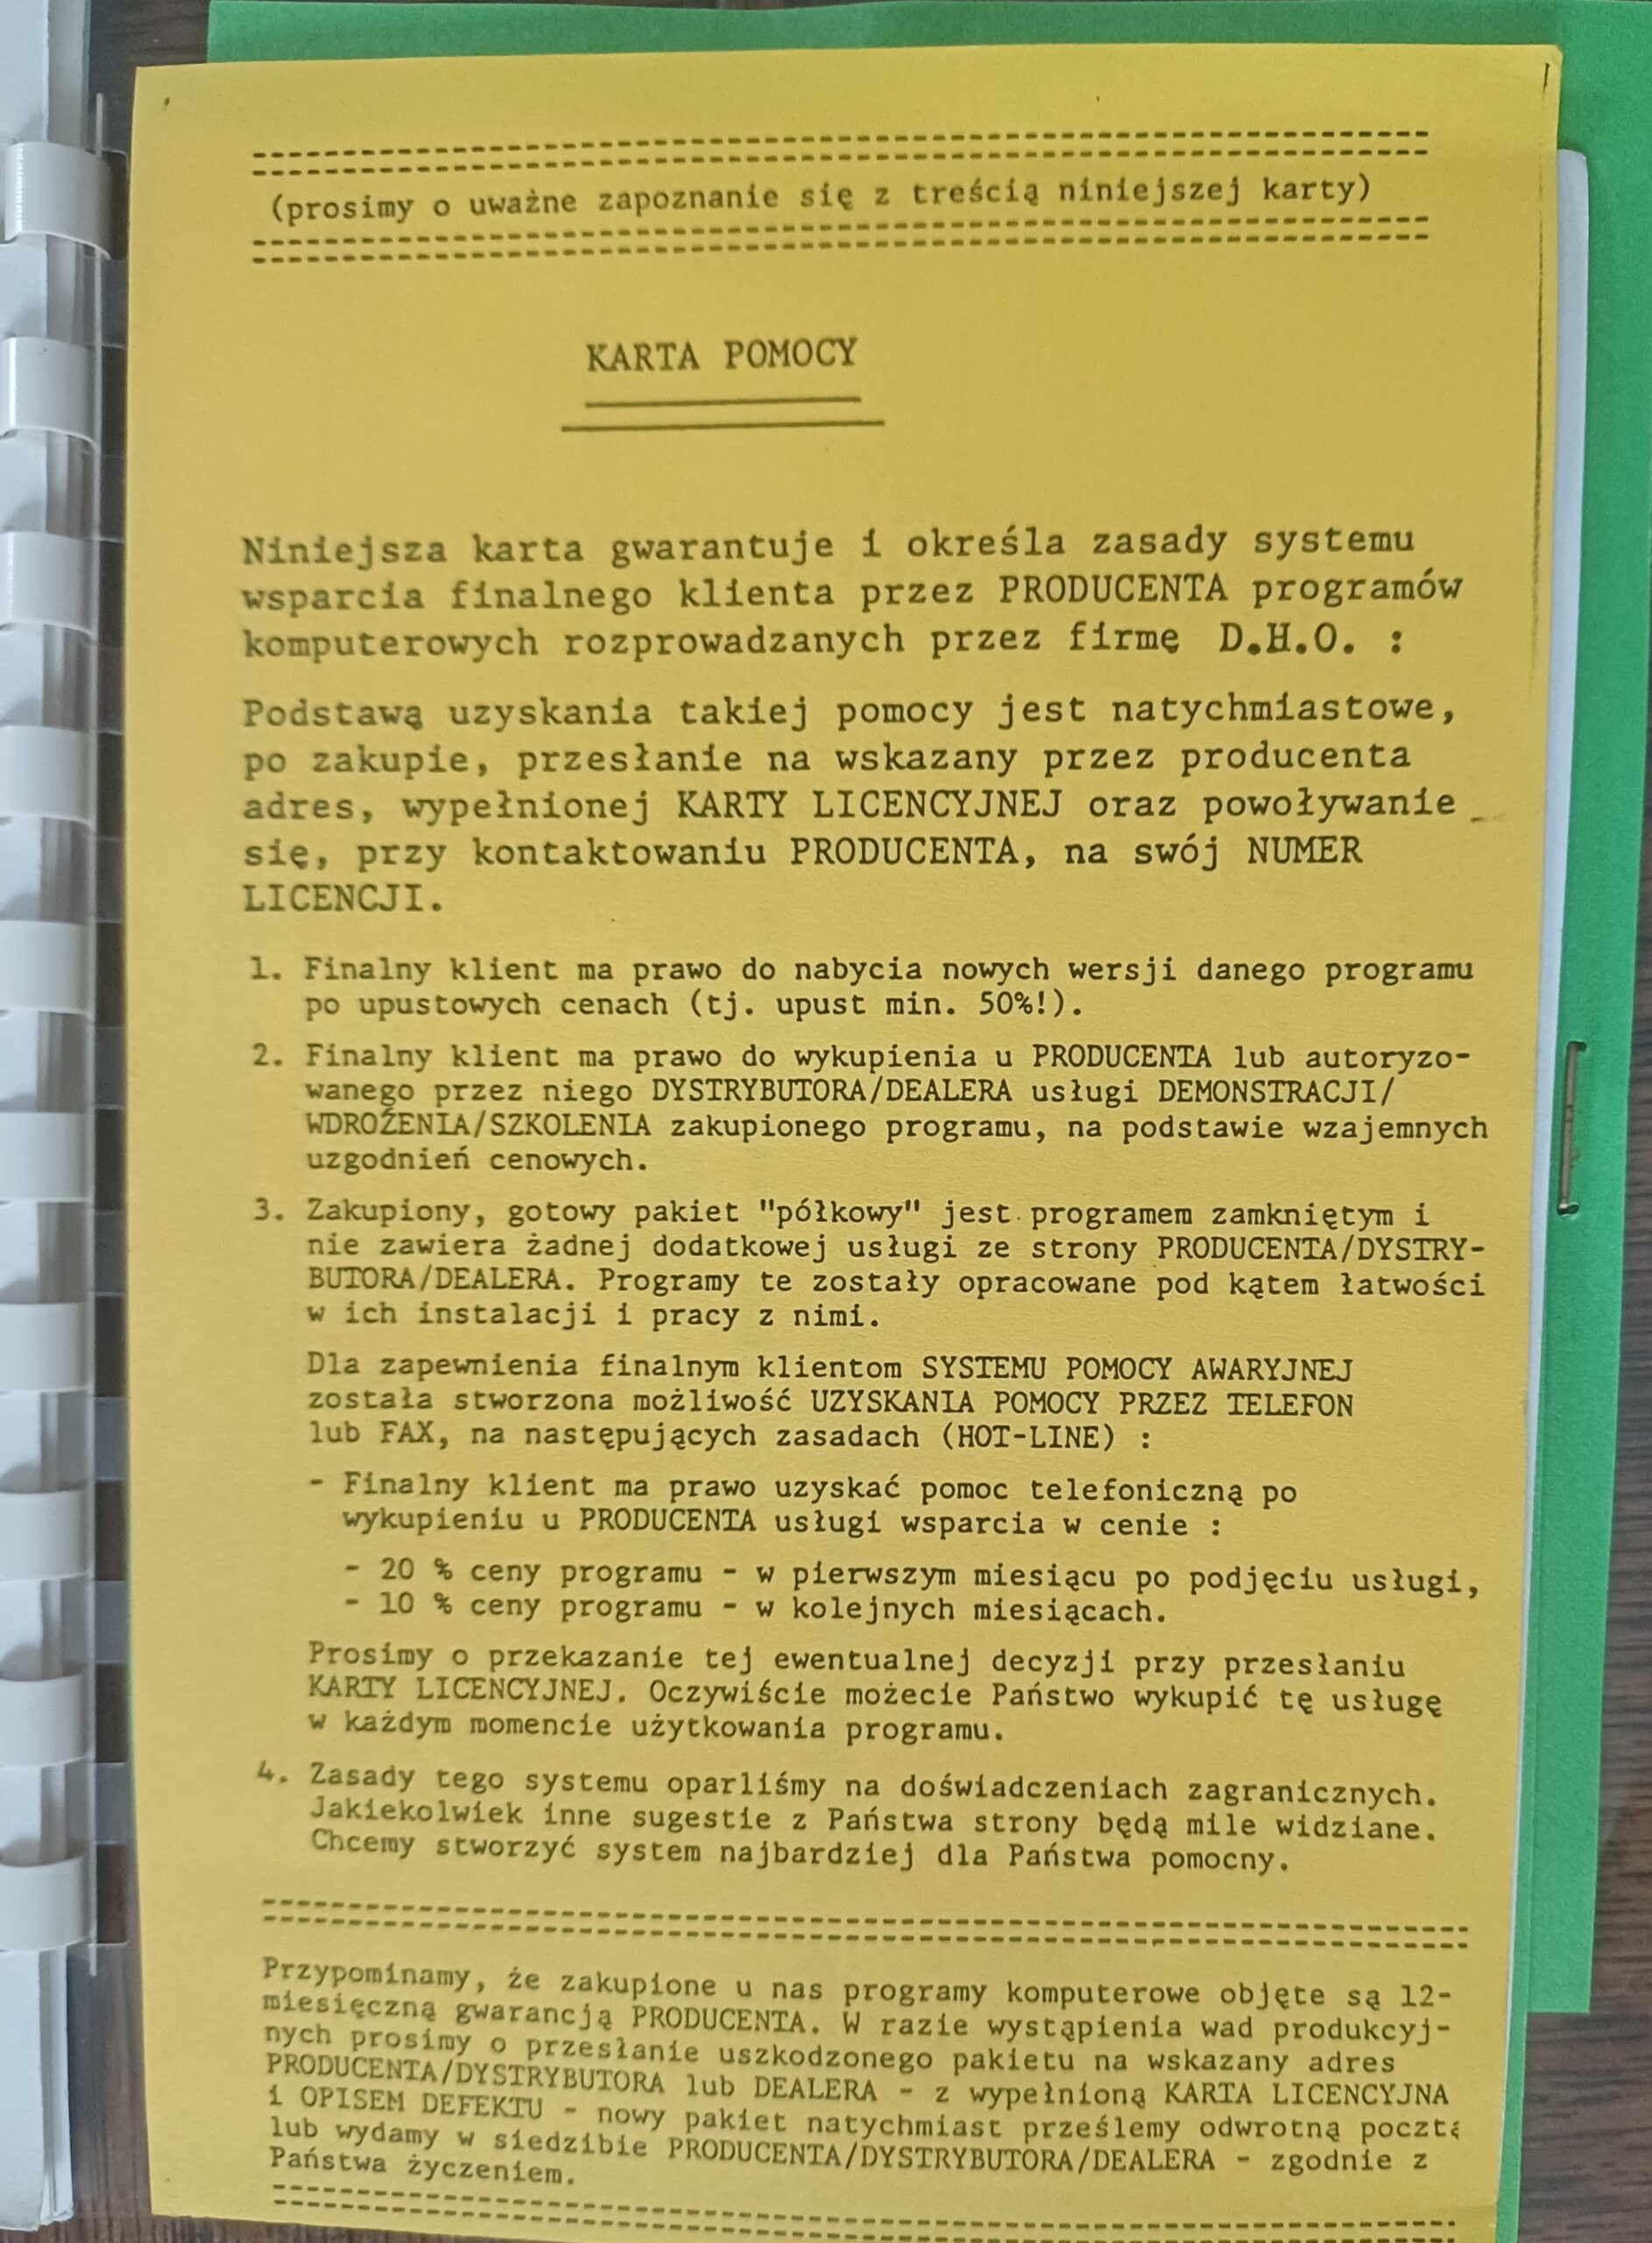 (prosimy o uważne zapoznanie się z treścią niniejszej karty)
KARTA POMOCY
Niniejsza karta gwarantuje i określa zasady systemu
wsparcia finalnego klienta przez PRODUCENTA programów
komputerowych rozprowadzanych przez firmę D.H.O. :
Podstawą uzyskania takiej pomocy jest natychmiastowe,
po zakupie, przesłanie na wskazany przez producenta
adres, wypełnionej KARTY LICENCYJNEJ oraz powoływanie
się, przy kontaktowaniu PRODUCENTA, na swój NUMER
LICENCJI.
1. Finalny klient ma prawo do nabycia nowych wersji danego programu
po upustowych cenach (tj. upust min. 50%!).
2. Finalny klient ma prawo do wykupienia u PRODUCENTA lub autoryzo-
wanego przez niego DYSTRYBUTORA/DEALERA usługi DEMONSTRACJI/
WDROŻENIA/SZKOLENIA zakupionego programu, na podstawie wzajemnych
uzgodnień cenowych.
3. Zakupiony, gotowy pakiet "półkowy" jest programem zamkniętym i
nie zawiera żadnej dodatkowej usługi ze strony PRODUCENTA/DYSTRY-
BUTORA/DEALERA. Programy te zostały opracowane pod kątem łatwości
w ich instalacji i pracy z nimi.
Dla zapewnienia finalnym klientom SYSTEMU POMOCY AWARYJNEJ
została stworzona możliwość UZYSKANIA POMOCY PRZEZ TELEFON
lub FAX, na następujących zasadach (HOT-LINE) :
- Finalny klient ma prawo uzyskać pomoc telefoniczną po
wykupieniu u PRODUCENTA usługi wsparcia w cenie :
- 20 % ceny programu - w pierwszym miesiącu po podjęciu usługi,
- 10 % ceny programu - w kolejnych miesiącach.
Prosimy o przekazanie tej ewentualnej decyzji przy przesłaniu
KARTY LICENCYJNEJ. Oczywiście możecie Państwo wykupić tę usługę
w każdym momencie użytkowania programu.
4. Zasady tego systemu oparliśmy na doświadczeniach zagranicznych.
Jakiekolwiek inne sugestie z Państwa strony będą mile widziane.
Chcemy stworzyć system najbardziej dla Państwa pomocny.
Przypominamy, że zakupione u nas programy komputerowe objęte są 12-
miesięczną gwarancją PRODUCENTA. W razie wystąpienia wad produkcyj-
nych prosimy o przesłanie uszkodzonego pakietu na wskazany adres
PRODUCENTA/DYSTRYBUTORA lub DEALERA - z wypełnioną KARTA LICENCYJNA
i OPISEM DEFEKTU - nowy pakiet natychmiast prześlemy odwrotną pocztą
lub wydamy w siedzibie PRODUCENTA/DYSTRYBUTORA/DEALERA - zgodnie z
Państwa życzeniem.